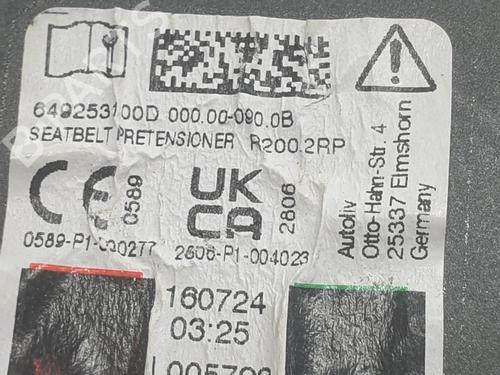 649253100D 000.00-090.0B
SEATBELT PRETENSIONER R200.2RP
CE 0589
UK
CA 2806
0589-P1-000277
2806-P1-004023
Autoliv
Otto-Hahn-Str. 4
25337 Elmshorn
Germany
160724
03:25